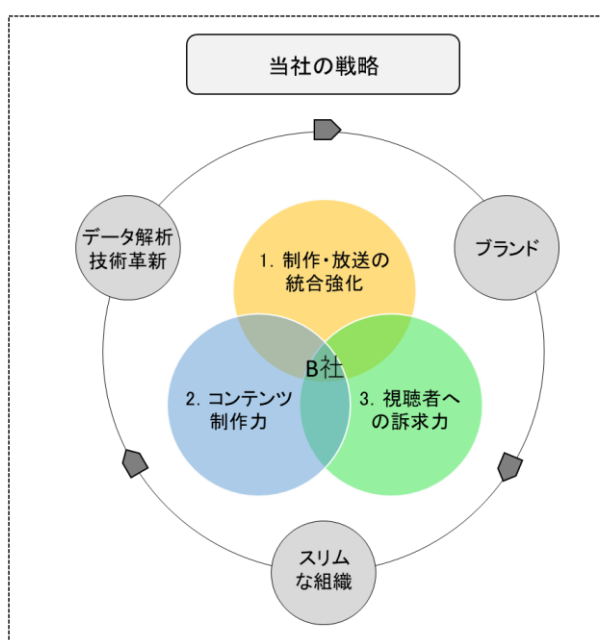 当社の戦略
データ解析
技術革新
ブランド
1. 制作・放送の
統合強化
B社
2. コンテンツ
制作力
3. 視聴者へ
の訴求力
スリム
な組織